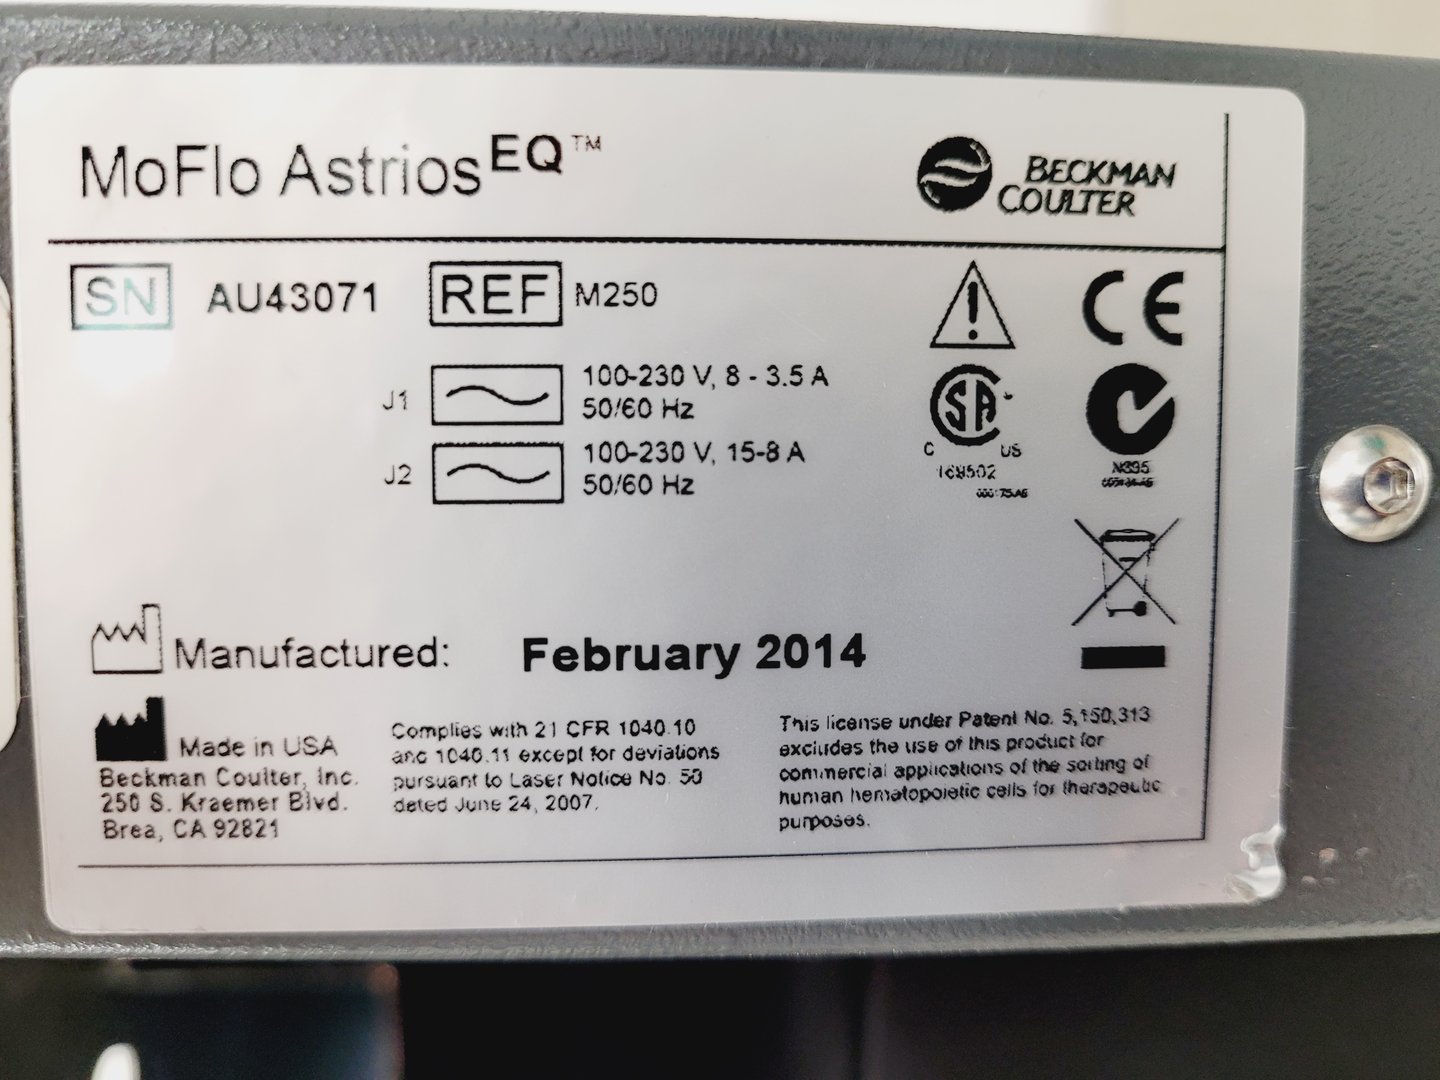 MoFlo Astrios EQ™
BECKMAN
COULTER
SN AU43071 REF M250
CE
J1 100-230 V, 8 - 3.5 A
50/60 Hz
J2 100-230 V, 15-8 A
50/60 Hz
SA
C US
168502
N395
Manufactured: February 2014
Made in USA
Beckman Coulter, Inc.
250 S. Kraemer Blvd.
Brea, CA 92821
Complies with 21 CFR 1040.10
and 1040.11 except for deviations
pursuant to Laser Notice No. 50
dated June 24, 2007.
This license under Patent No. 5,150,313
excludes the use of this product for
commercial applications of the sorting of
human hematopoietic cells for therapeutic
purposes.